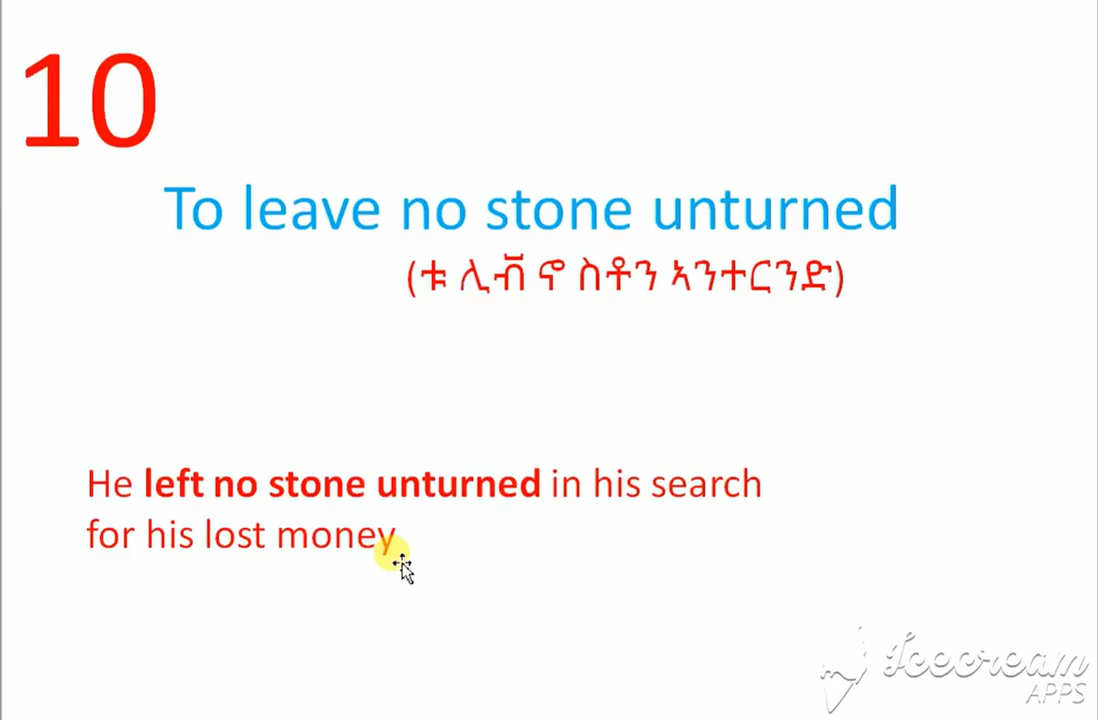 10
To leave no stone unturned
(ቱ ሊቭ ኖ ስቶን ኣንተርንድ)
He left no stone unturned in his search
for his lost money
Icecream
APPS